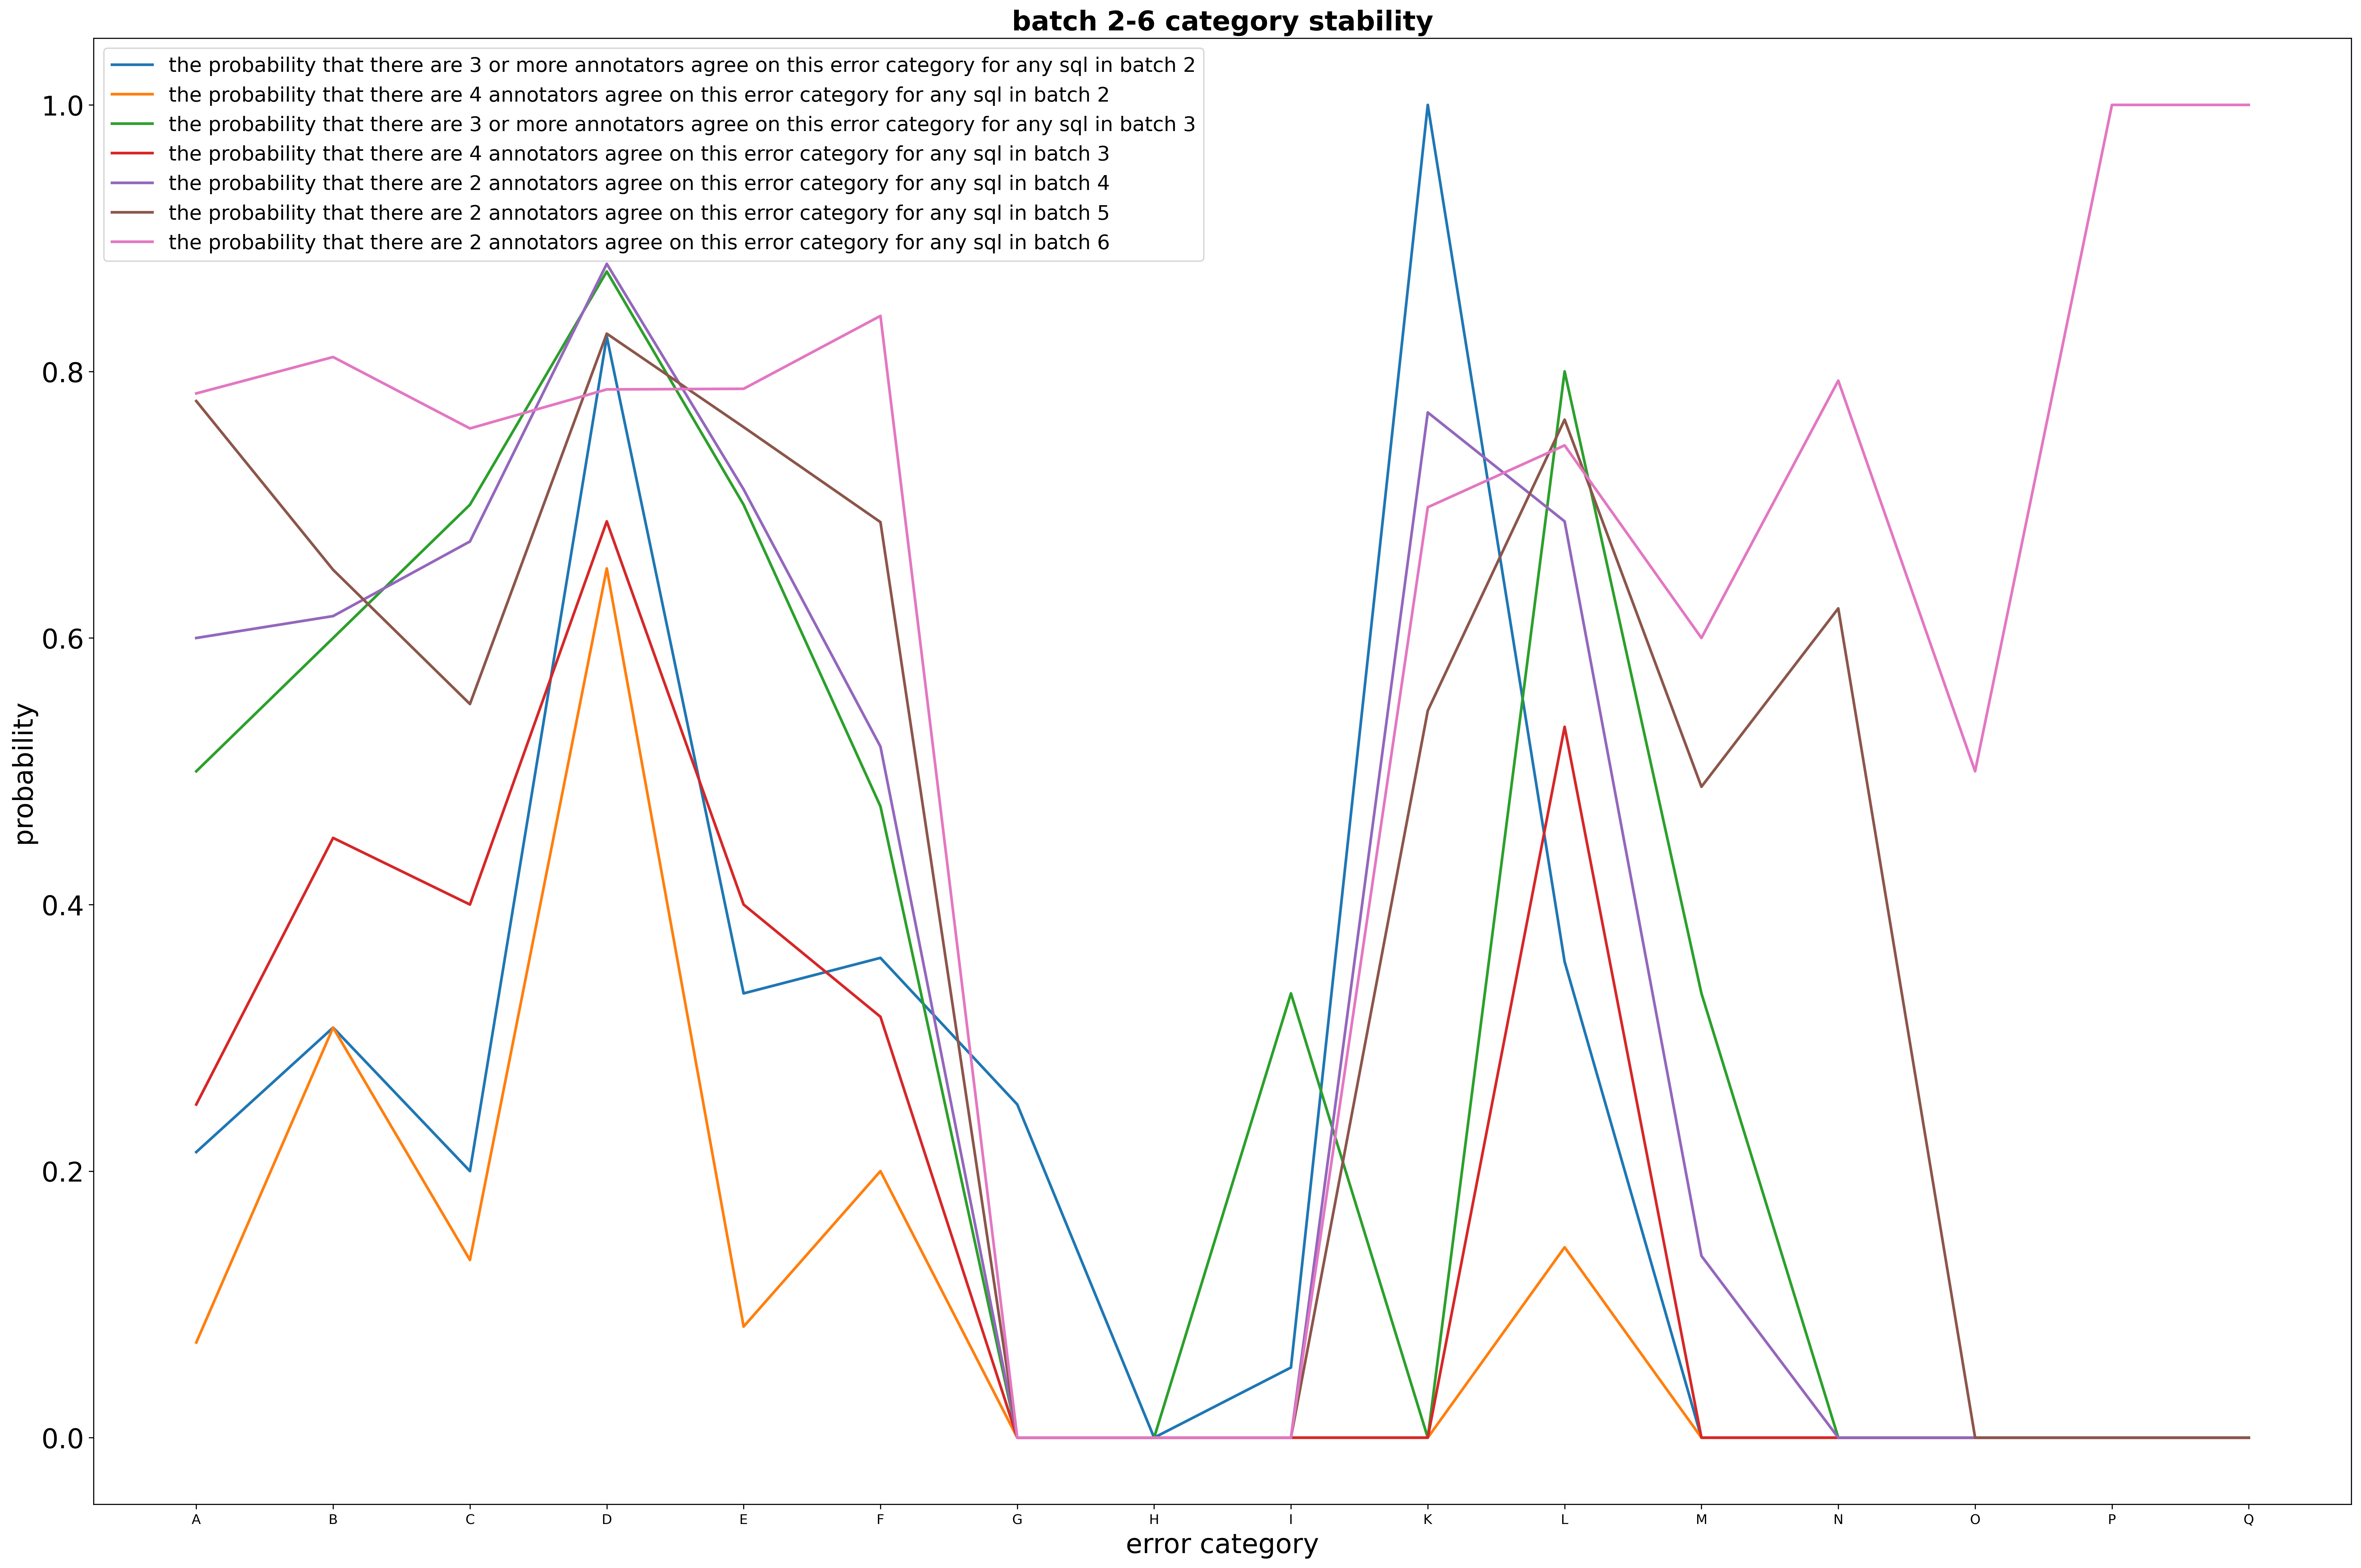 batch 2-6 category stability
the probability that there are 3 or more annotators agree on this error category for any sql in batch 2
the probability that there are 4 annotators agree on this error category for any sql in batch 2
the probability that there are 3 or more annotators agree on this error category for any sql in batch 3
the probability that there are 4 annotators agree on this error category for any sql in batch 3
the probability that there are 2 annotators agree on this error category for any sql in batch 4
the probability that there are 2 annotators agree on this error category for any sql in batch 5
the probability that there are 2 annotators agree on this error category for any sql in batch 6
1.0
0.8
0.6
0.4
0.2
0.0
probability
A B C D E F G H I K L M N O P Q
error category